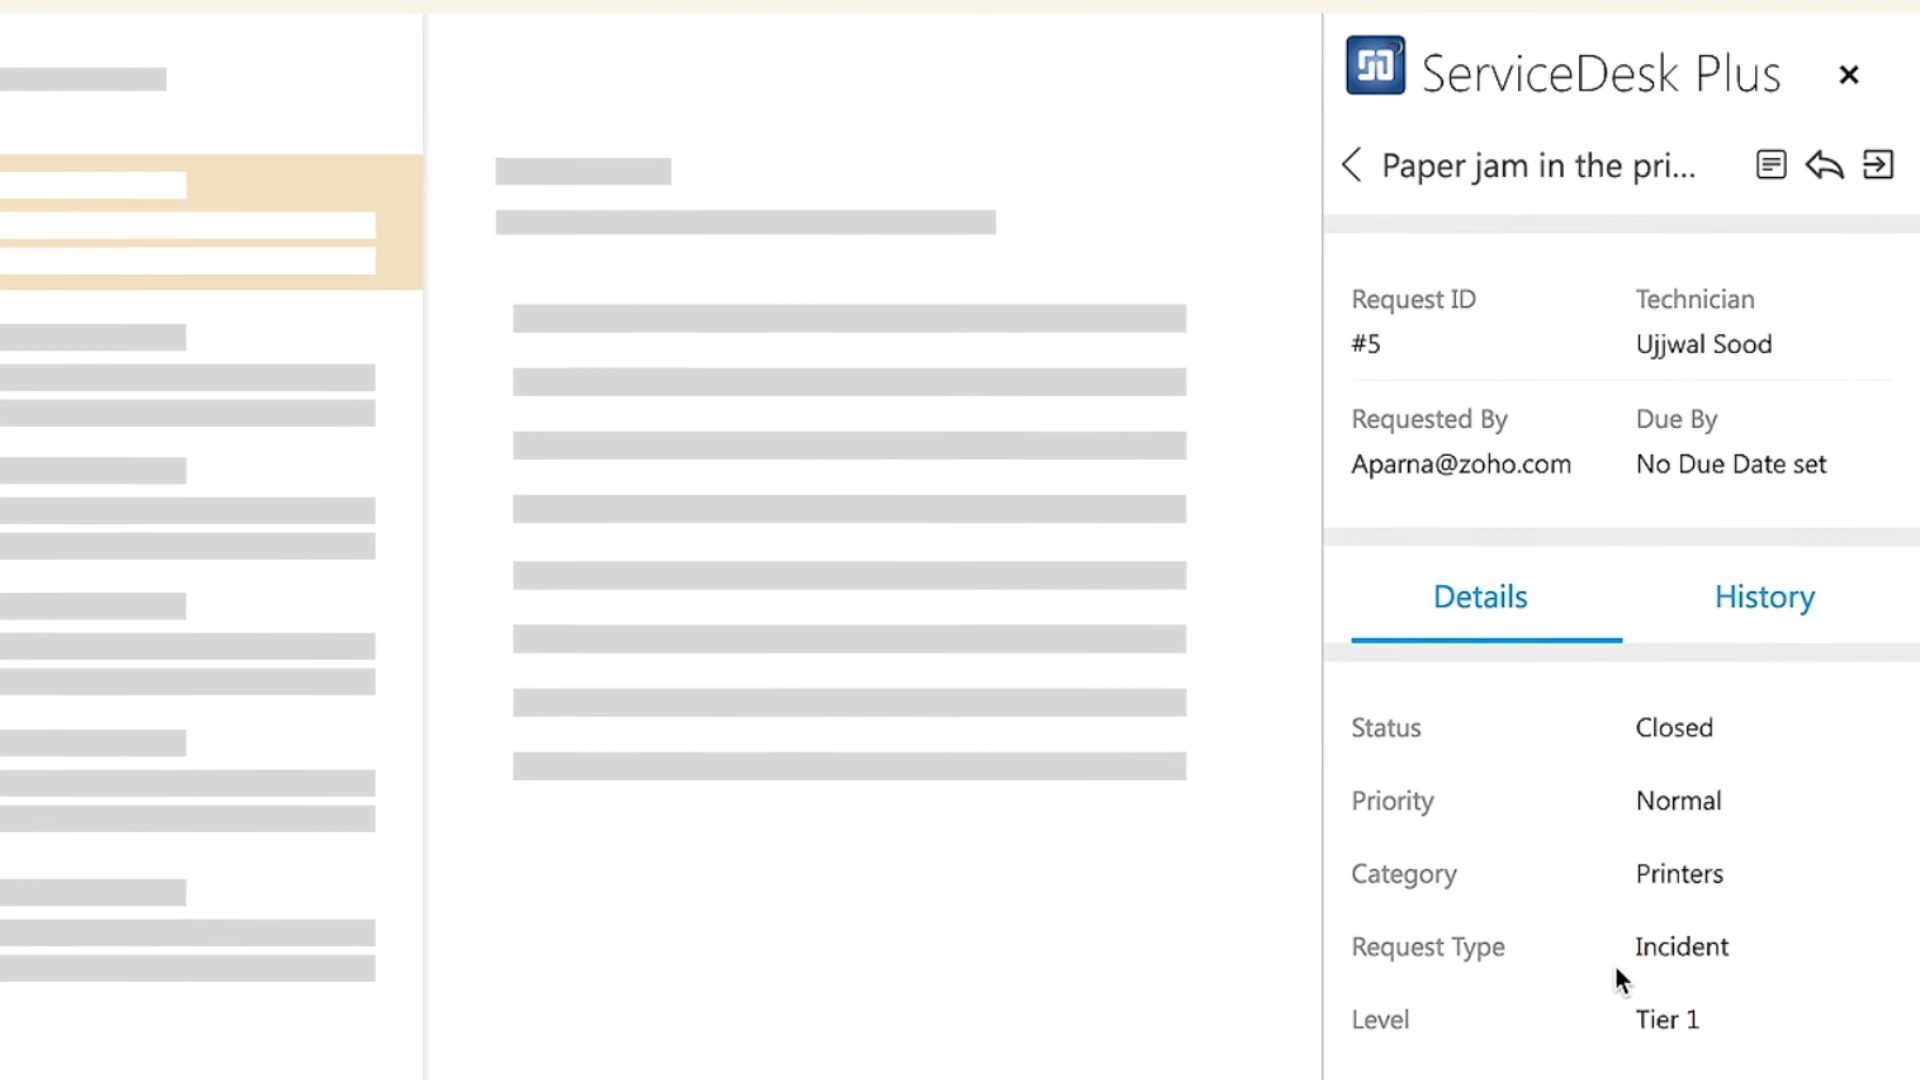 ServiceDesk Plus
Paper jam in the pri...
Request ID
Technician
#5
Ujjwal Sood
Requested By
Due By
Aparna@zoho.com
No Due Date set
Details
History
Status
Closed
Priority
Normal
Category
Printers
Request Type
Incident
Level
Tier 1